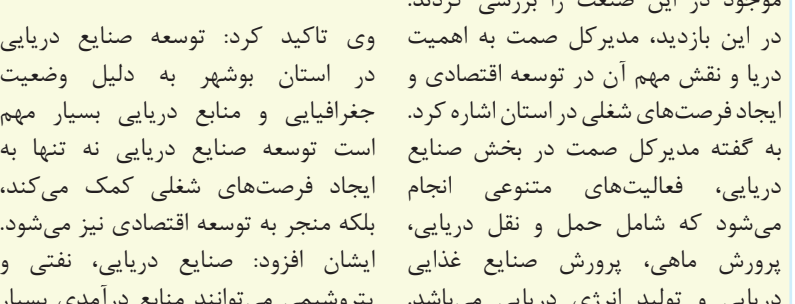 موجود در این صنعت را بررسی کردند.
در این بازدید، مدیرکل صمت به اهمیت
دریا و نقش مهم آن در توسعه اقتصادی و
ایجاد فرصت‌های شغلی در استان اشاره کرد.
به گفته مدیرکل صمت در بخش صنایع
دریایی، فعالیت‌های متنوعی انجام
می‌شود که شامل حمل و نقل دریایی،
پرورش ماهی، پرورش صنایع غذایی
دریایی و تولید انرژی دریایی می‌باشد.
وی تاکید کرد: توسعه صنایع دریایی
در استان بوشهر به دلیل وضعیت
جغرافیایی و منابع دریایی بسیار مهم
است توسعه صنایع دریایی نه تنها به
ایجاد فرصت‌های شغلی کمک می‌کند،
بلکه منجر به توسعه اقتصادی نیز می‌شود.
ایشان افزود: صنایع دریایی، نفتی و
پتروشیمی می‌توانند منابع درآمدی بسیار